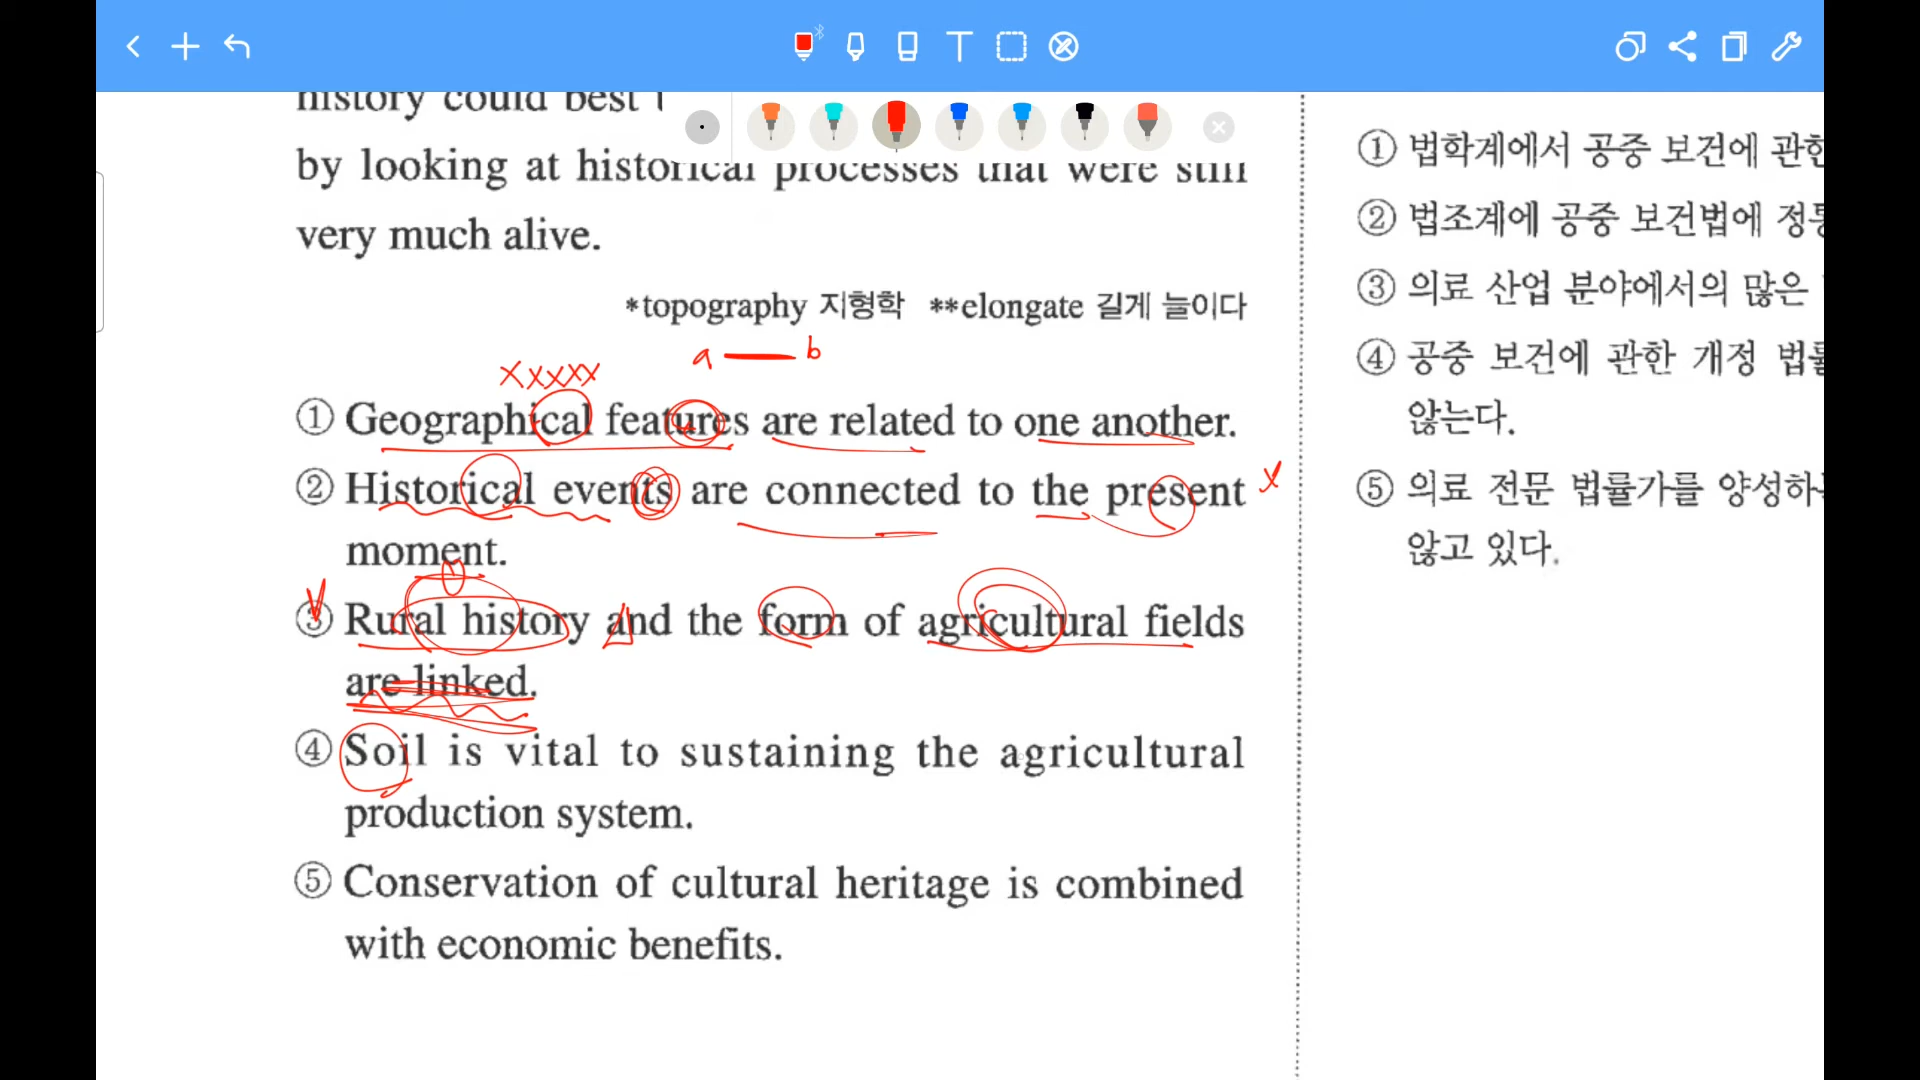 history could best
by looking at historical processes that were still
very much alive.
*topography 지형학 **elongate 길게 늘이다
a — b
xxxxx
① Geographical features are related to one another.
② Historical events are connected to the present x
moment.
③ Rural history and the form of agricultural fields
are linked.
④ Soil is vital to sustaining the agricultural
production system.
⑤ Conservation of cultural heritage is combined
with economic benefits.
① 법학계에서 공중 보건에 관한
② 법조계에 공중 보건법에 정통
③ 의료 산업 분야에서의 많은
④ 공중 보건에 관한 개정 법률
않는다.
⑤ 의료 전문 법률가를 양성하
않고 있다.